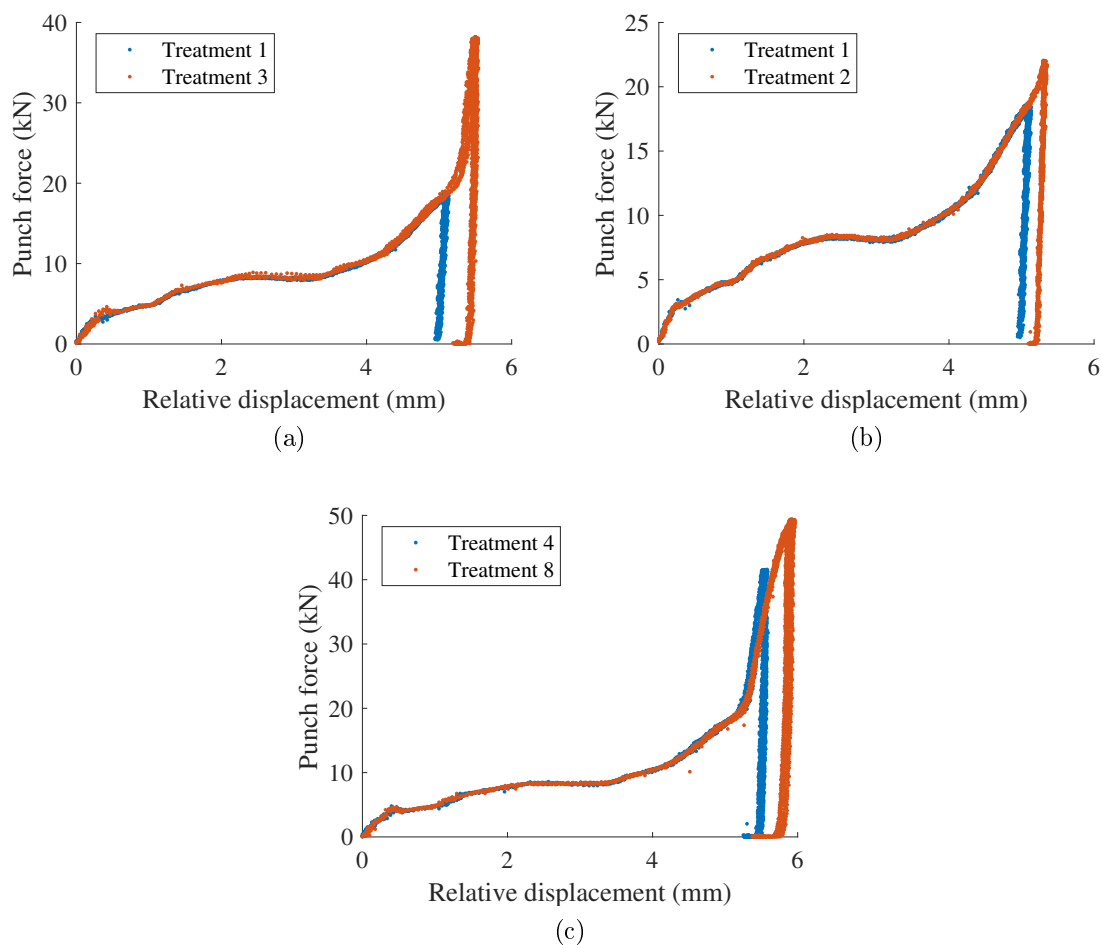 40
30
20
10
0
Punch force (kN)
Treatment 1
Treatment 3
0 2 4 6
Relative displacement (mm)
(a)
25
20
15
10
5
0
Punch force (kN)
Treatment 1
Treatment 2
0 2 4 6
Relative displacement (mm)
(b)
50
40
30
20
10
0
Punch force (kN)
Treatment 4
Treatment 8
0 2 4 6
Relative displacement (mm)
(c)